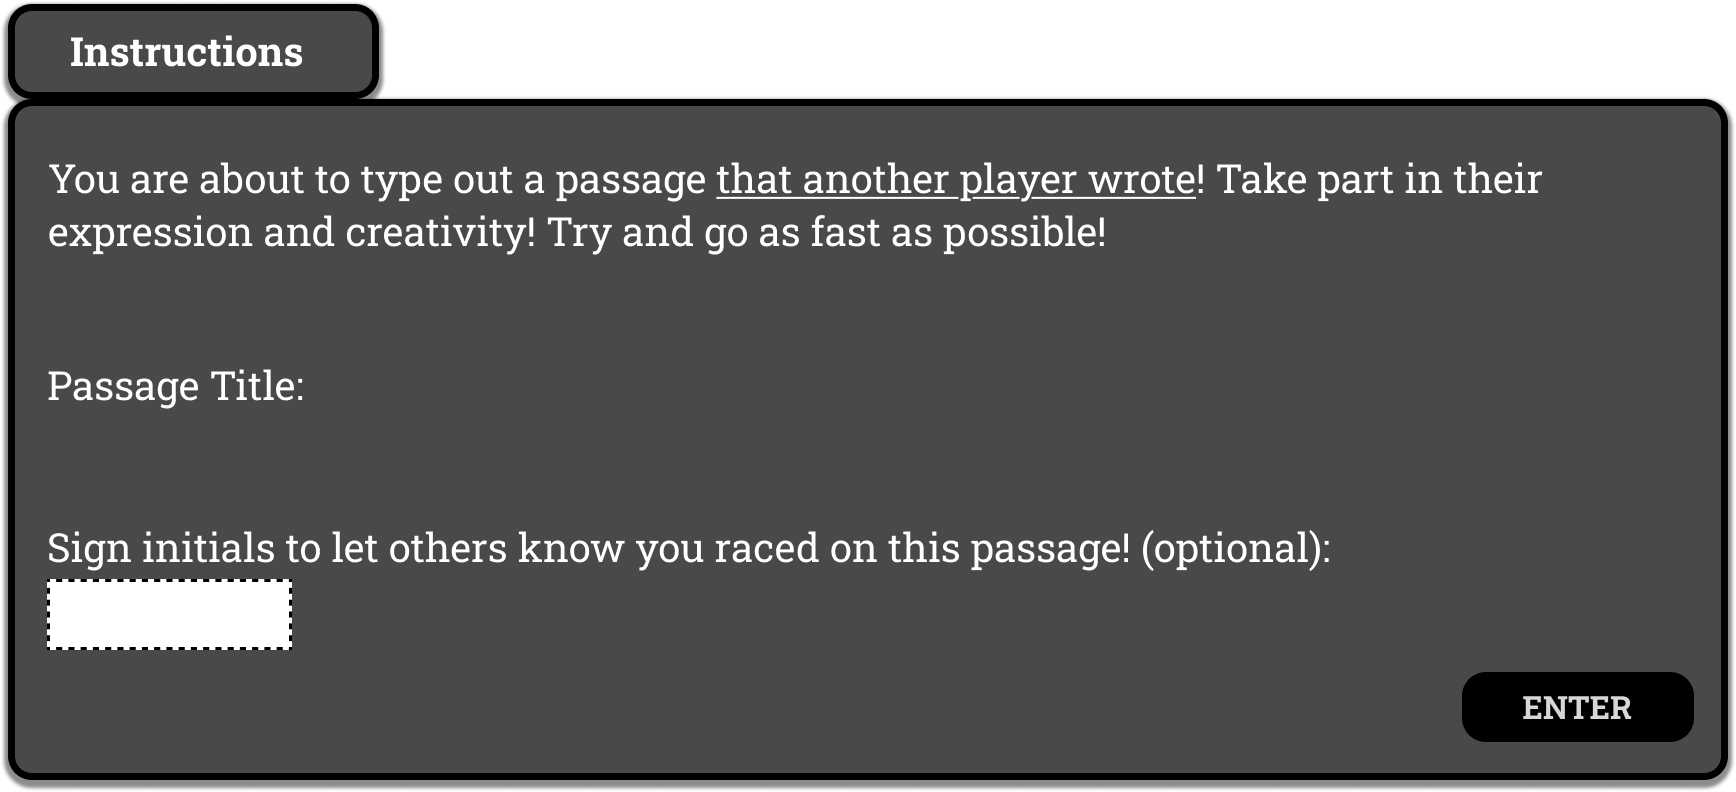 Instructions
You are about to type out a passage that another player wrote! Take part in their
expression and creativity! Try and go as fast as possible!
Passage Title:
Sign initials to let others know you raced on this passage! (optional):
ENTER